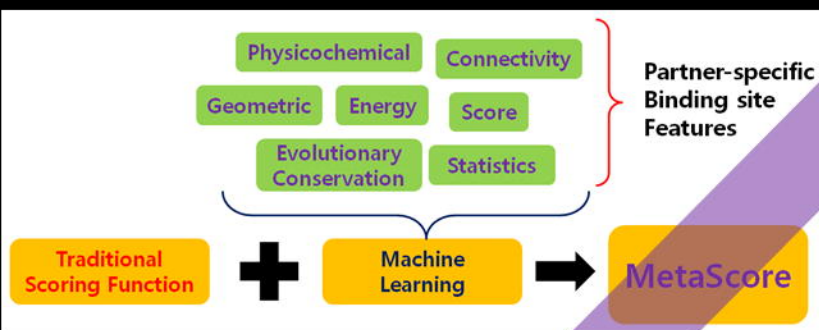 Physicochemical
Connectivity
Geometric
Energy
Score
Evolutionary
Conservation
Statistics
Partner-specific
Binding site
Features
Traditional
Scoring Function
Machine
Learning
MetaScore